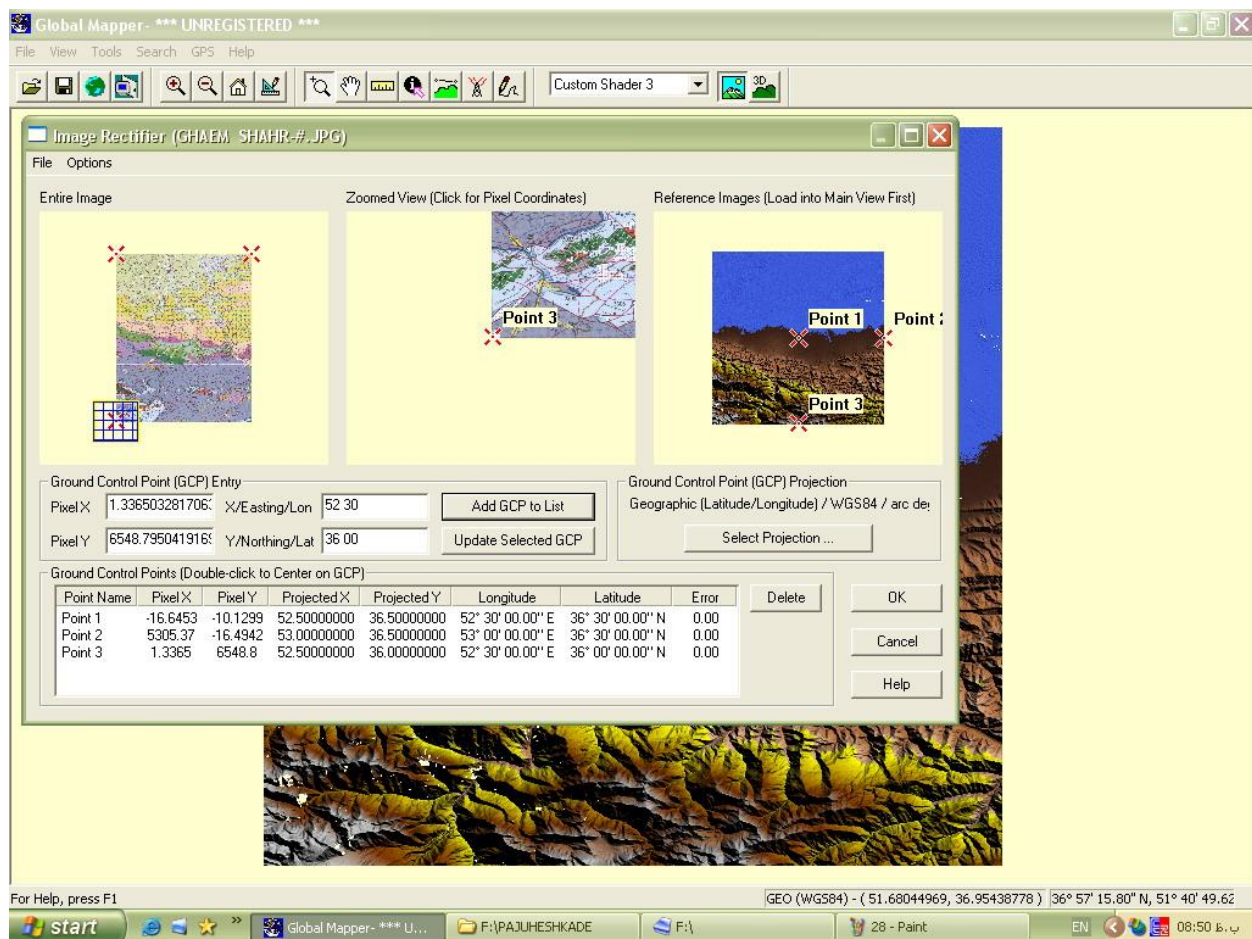 Global Mapper- *** UNREGISTERED ***
File View Tools Search GPS Help
Custom Shader 3
3D
Image Rectifier (GHAEM SHAHR-#.JPG)
File Options
Entire Image
Zoomed View (Click for Pixel Coordinates)
Reference Images (Load into Main View First)
Point 3
Point 1
Point 2
Point 3
Ground Control Point (GCP) Entry
Pixel X 1.3365032817063 X/Easting/Lon 52 30 Add GCP to List
Pixel Y 6548.7950419169 Y/Northing/Lat 36 00 Update Selected GCP
Ground Control Point (GCP) Projection
Geographic (Latitude/Longitude) / WGS84 / arc deg
Select Projection ...
Ground Control Points (Double-click to Center on GCP)
Point Name Pixel X Pixel Y Projected X Projected Y Longitude Latitude Error
Point 1 -16.6453 -10.1299 52.50000000 36.50000000 52° 30' 00.00" E 36° 30' 00.00" N 0.00
Point 2 5305.37 -16.4942 53.00000000 36.50000000 53° 00' 00.00" E 36° 30' 00.00" N 0.00
Point 3 1.3365 6548.8 52.50000000 36.00000000 52° 30' 00.00" E 36° 00' 00.00" N 0.00
Delete
OK
Cancel
Help
For Help, press F1
GEO (WGS84) - ( 51.68044969, 36.95438778 ) 36° 57' 15.80" N, 51° 40' 49.62
start
Global Mapper- *** U...
F:\PAJUHESHKADE
F:\
28 - Paint
EN
08:50 ب.ظ